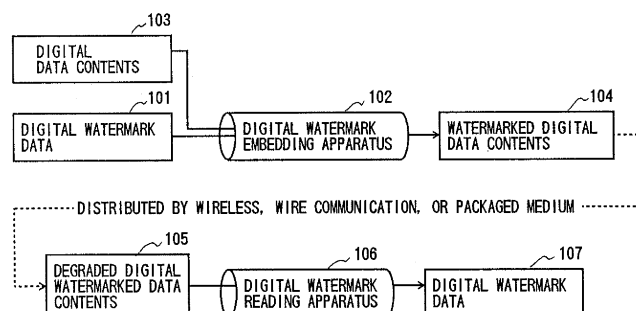 103
DIGITAL
DATA CONTENTS
101
DIGITAL WATERMARK
DATA
102
DIGITAL WATERMARK
EMBEDDING APPARATUS
104
WATERMARKED DIGITAL
DATA CONTENTS
DISTRIBUTED BY WIRELESS, WIRE COMMUNICATION, OR PACKAGED MEDIUM
105
DEGRADED DIGITAL
WATERMARKED DATA
CONTENTS
106
DIGITAL WATERMARK
READING APPARATUS
107
DIGITAL WATERMARK
DATA